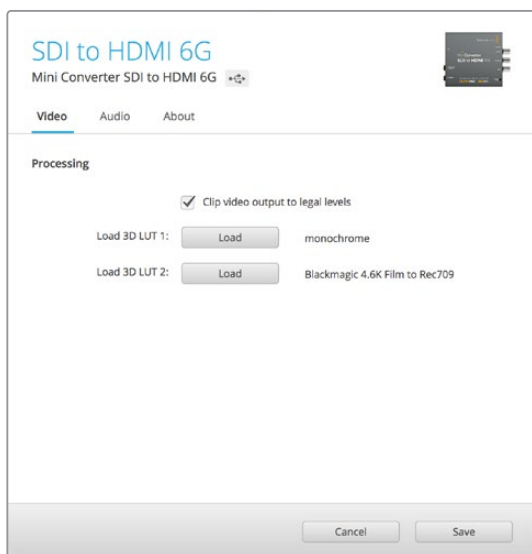 SDI to HDMI 6G
Mini Converter SDI to HDMI 6G
Video Audio About
Processing
Clip video output to legal levels
Load 3D LUT 1: Load monochrome
Load 3D LUT 2: Load Blackmagic 4.6K Film to Rec709
Cancel Save